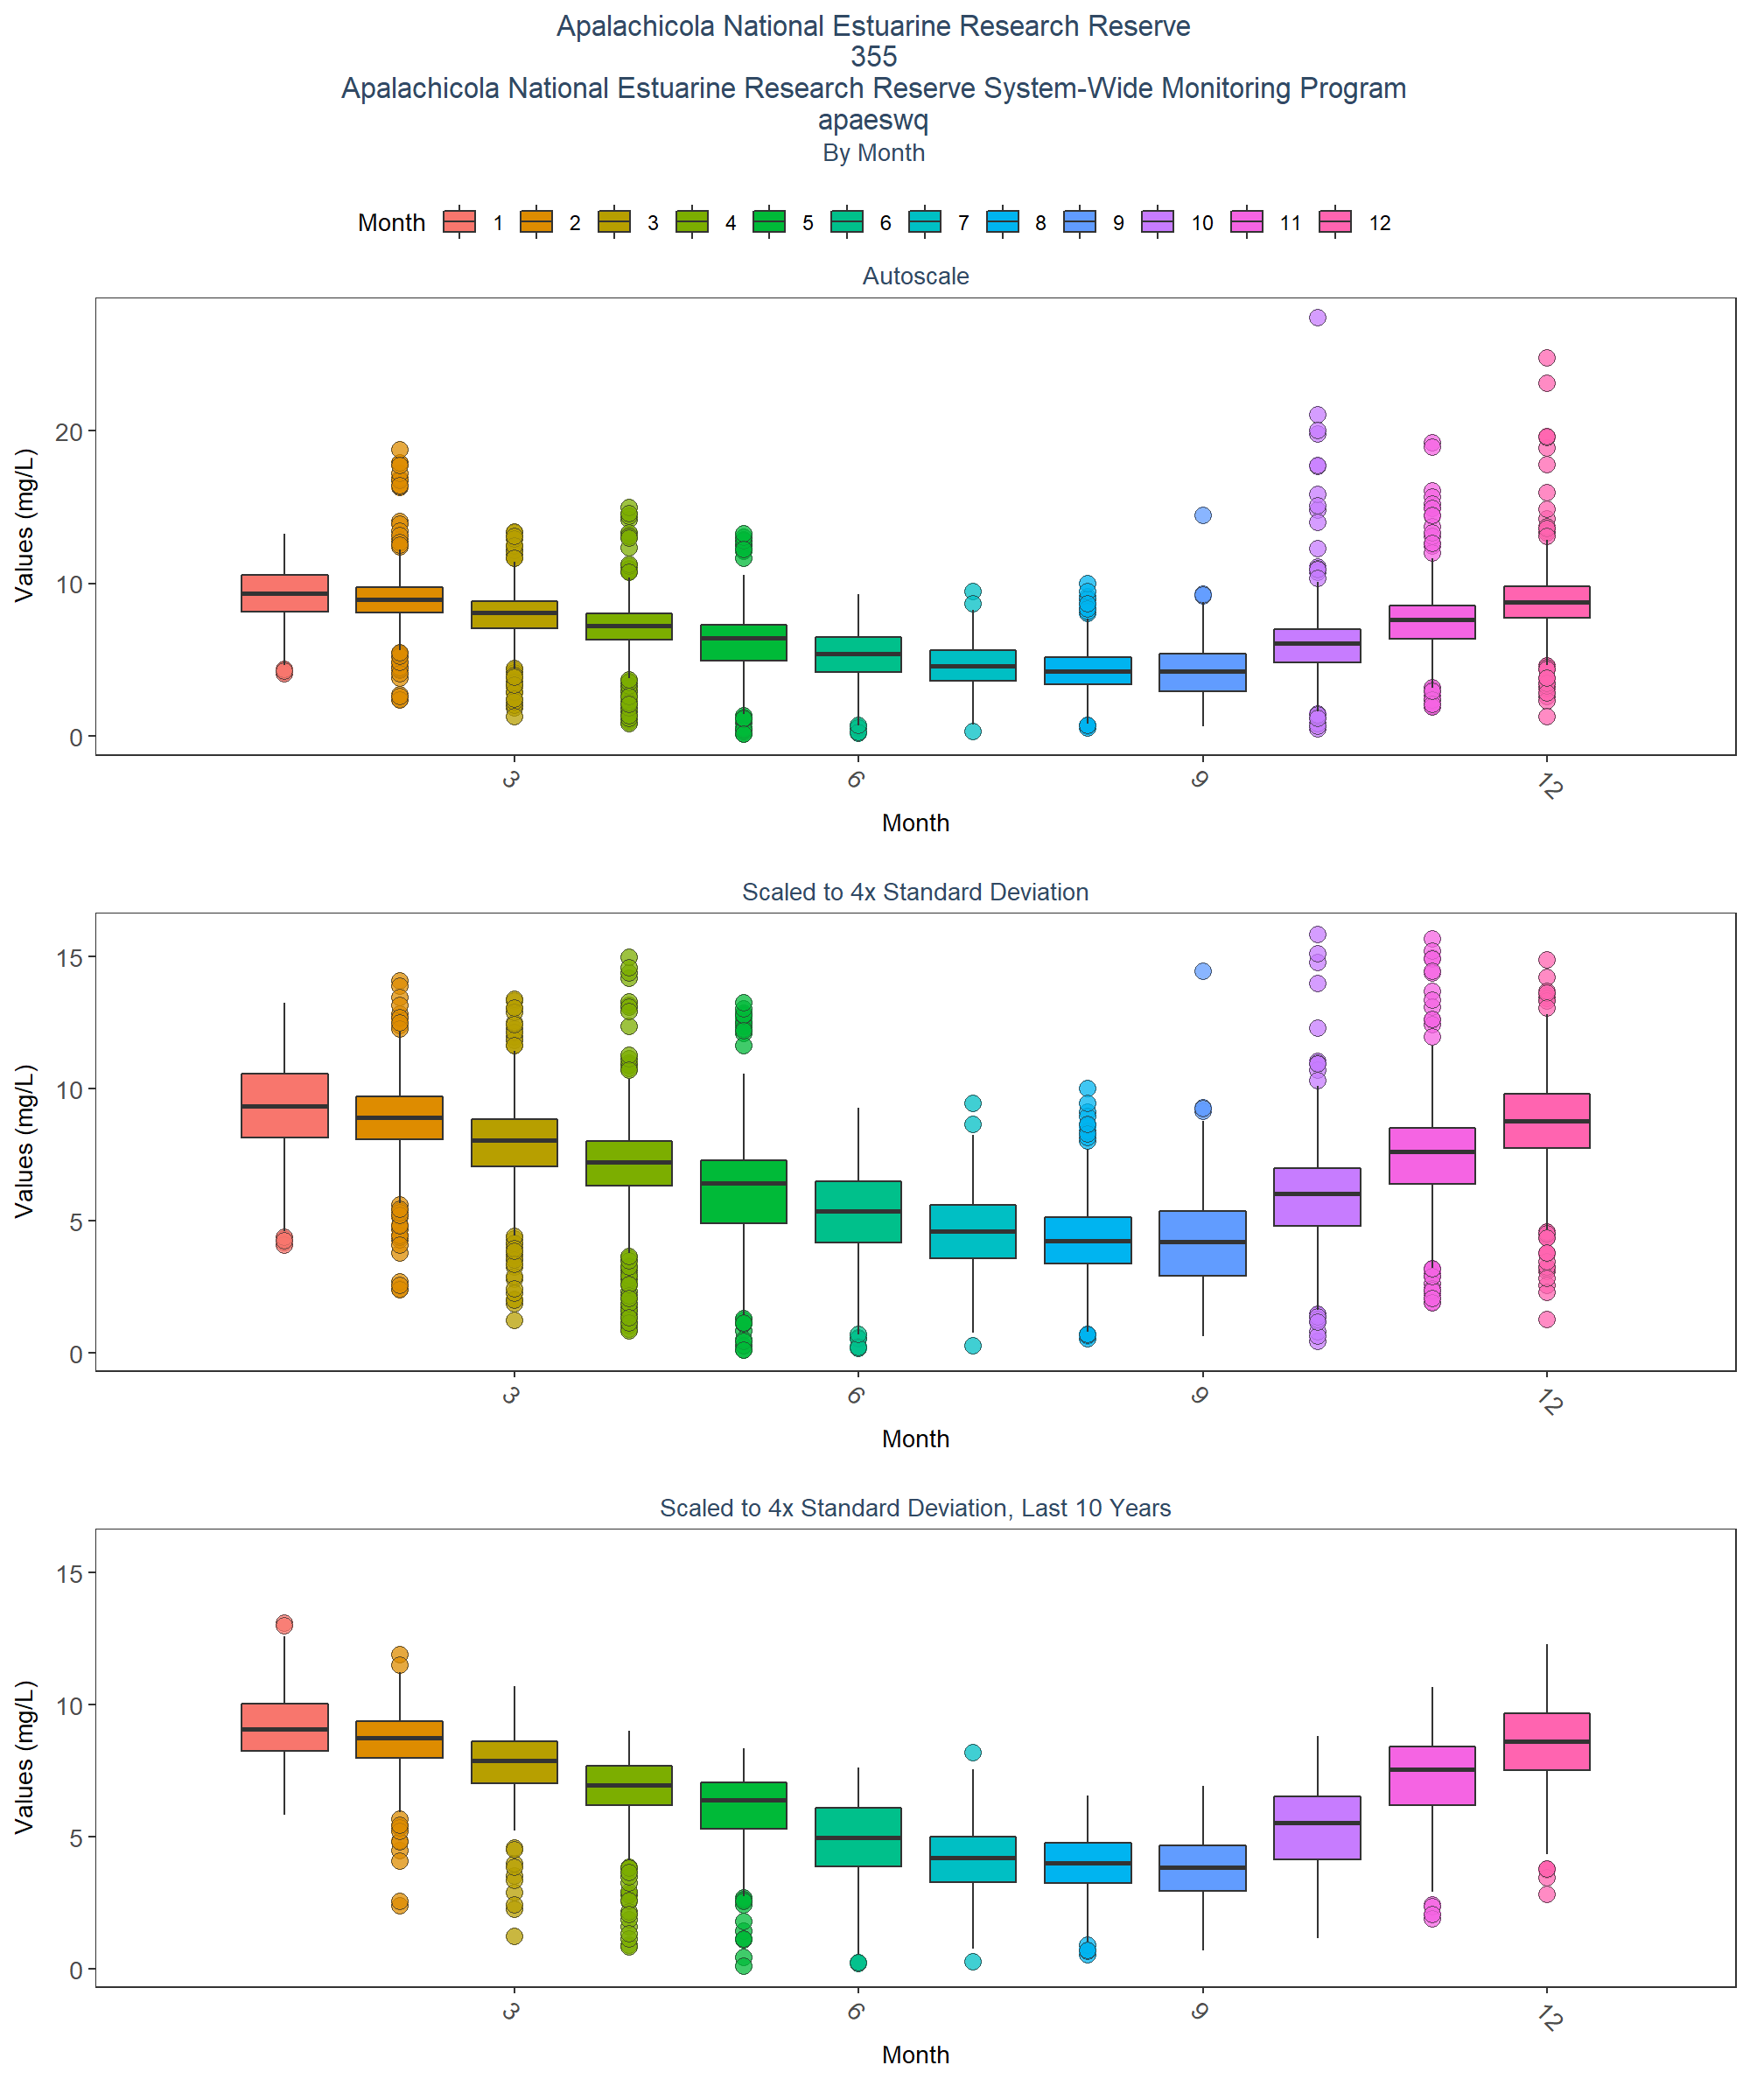 Apalachicola National Estuarine Research Reserve
355
Apalachicola National Estuarine Research Reserve System-Wide Monitoring Program
apaeswq
By Month
Month 1 2 3 4 5 6 7 8 9 10 11 12
Autoscale
Values (mg/L)
20
10
0
3 6 9 12
Month
Scaled to 4x Standard Deviation
Values (mg/L)
15
10
5
0
3 6 9 12
Month
Scaled to 4x Standard Deviation, Last 10 Years
Values (mg/L)
15
10
5
0
3 6 9 12
Month